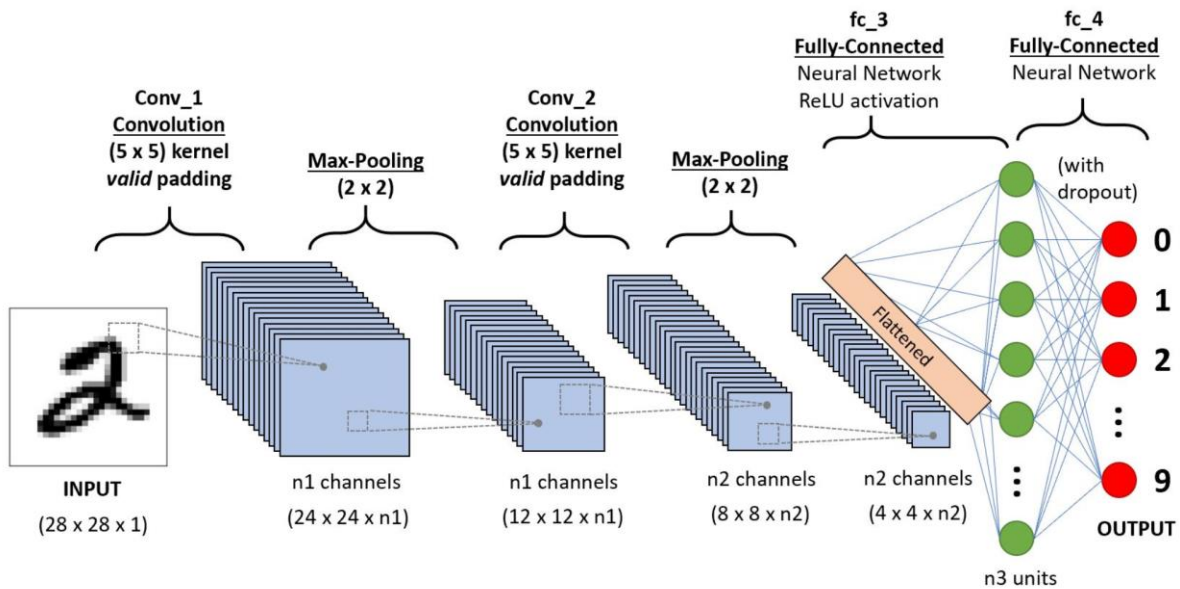 fc_3
Fully-Connected
Neural Network
ReLU activation
fc_4
Fully-Connected
Neural Network
Conv_1
Convolution
(5 x 5) kernel
valid padding
Max-Pooling
(2 x 2)
Conv_2
Convolution
(5 x 5) kernel
valid padding
Max-Pooling
(2 x 2)
(with
dropout)
Flattened
0
1
2
9
INPUT
(28 x 28 x 1)
n1 channels
(24 x 24 x n1)
n1 channels
(12 x 12 x n1)
n2 channels
(8 x 8 x n2)
n2 channels
(4 x 4 x n2)
OUTPUT
n3 units